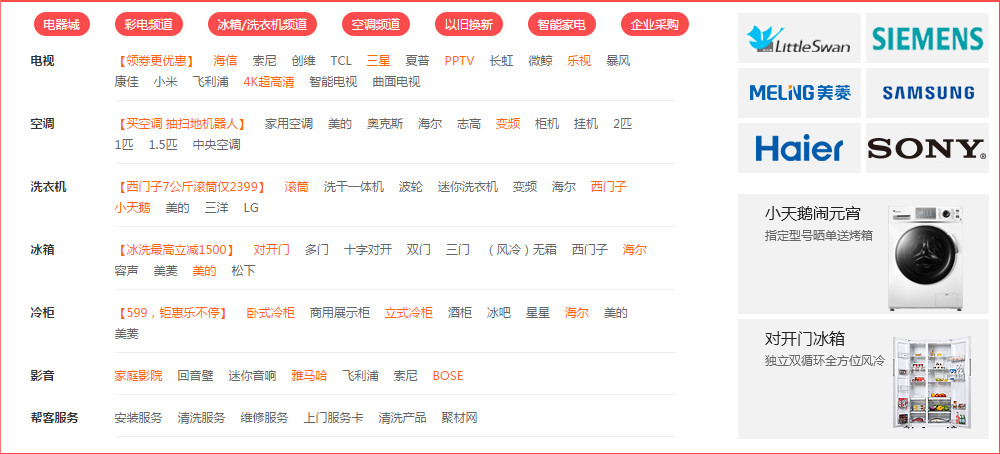 电器城 彩电频道 冰箱/洗衣机频道 空调频道 以旧换新 智能家电 企业采购
电视 【领券更优惠】 海信 索尼 创维 TCL 三星 夏普 PPTV 长虹 微鲸 乐视 暴风
康佳 小米 飞利浦 4K超高清 智能电视 曲面电视
空调 【买空调 抽扫地机器人】 家用空调 美的 奥克斯 海尔 志高 变频 柜机 挂机 2匹
1匹 1.5匹 中央空调
洗衣机 【西门子7公斤滚筒仅2399】 滚筒 洗干一体机 波轮 迷你洗衣机 变频 海尔 西门子
小天鹅 美的 三洋 LG
冰箱 【冰洗最高立减1500】 对开门 多门 十字对开 双门 三门 （风冷）无霜 西门子 海尔
容声 美菱 美的 松下
冷柜 【599，钜惠乐不停】 卧式冷柜 商用展示柜 立式冷柜 酒柜 冰吧 星星 海尔 美的
美菱
影音 家庭影院 回音壁 迷你音响 雅马哈 飞利浦 索尼 BOSE
帮客服务 安装服务 清洗服务 维修服务 上门服务卡 清洗产品 聚材网
LittleSwan SIEMENS
MELING美菱 SAMSUNG
Haier SONY®
小天鹅闹元宵
指定型号晒单送烤箱
对开门冰箱
独立双循环全方位风冷